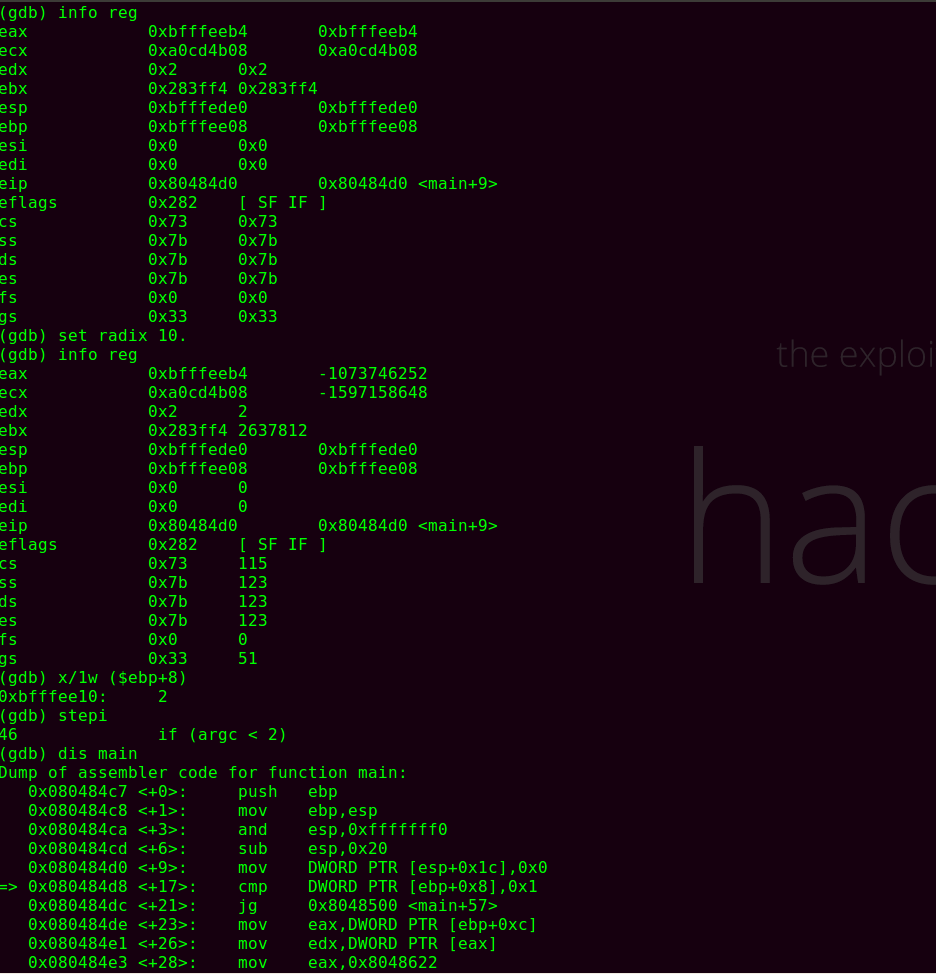 (gdb) info reg
eax 0xbfffeeb4 0xbfffeeb4
ecx 0xa0cd4b08 0xa0cd4b08
edx 0x2 0x2
ebx 0x283ff4 0x283ff4
esp 0xbfffede0 0xbfffede0
ebp 0xbfffee08 0xbfffee08
esi 0x0 0x0
edi 0x0 0x0
eip 0x80484d0 0x80484d0 <main+9>
eflags 0x282 [ SF IF ]
cs 0x73 0x73
ss 0x7b 0x7b
ds 0x7b 0x7b
es 0x7b 0x7b
fs 0x0 0x0
gs 0x33 0x33
(gdb) set radix 10.
(gdb) info reg
eax 0xbfffeeb4 -1073746252
ecx 0xa0cd4b08 -1597158648
edx 0x2 2
ebx 0x283ff4 2637812
esp 0xbfffede0 0xbfffede0
ebp 0xbfffee08 0xbfffee08
esi 0x0 0
edi 0x0 0
eip 0x80484d0 0x80484d0 <main+9>
eflags 0x282 [ SF IF ]
cs 0x73 115
ss 0x7b 123
ds 0x7b 123
es 0x7b 123
fs 0x0 0
gs 0x33 51
(gdb) x/1w ($ebp+8)
0xbfffee10: 2
(gdb) stepi
46 if (argc < 2)
(gdb) dis main
Dump of assembler code for function main:
0x080484c7 <+0>: push ebp
0x080484c8 <+1>: mov ebp,esp
0x080484ca <+3>: and esp,0xfffffff0
0x080484cd <+6>: sub esp,0x20
0x080484d0 <+9>: mov DWORD PTR [esp+0x1c],0x0
=> 0x080484d8 <+17>: cmp DWORD PTR [ebp+0x8],0x1
0x080484dc <+21>: jg 0x8048500 <main+57>
0x080484de <+23>: mov eax,DWORD PTR [ebp+0xc]
0x080484e1 <+26>: mov edx,DWORD PTR [eax]
0x080484e3 <+28>: mov eax,0x8048622
the exploi
hac